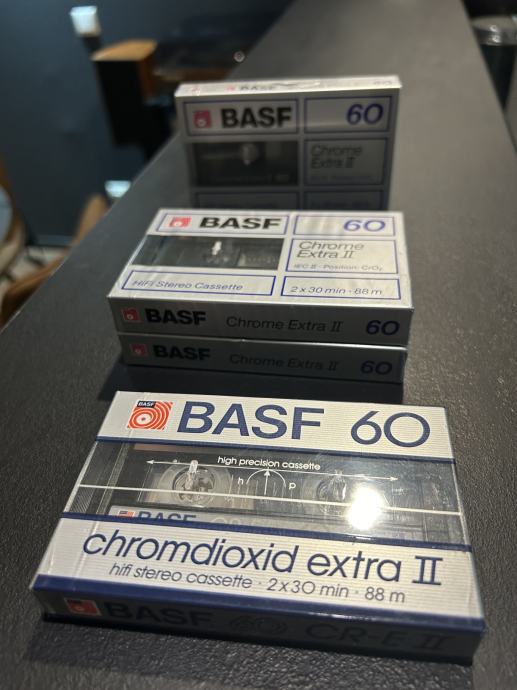 BASF 60
Chrome
Extra II
BASF 60
Chrome
Extra II
IEC II · Position: CrO₂
HiFi Stereo Cassette
2 x 30 min · 88 m
BASF Chrome Extra II 60
BASF Chrome Extra II 60
BASF
BASF 60
high precision cassette
h p
BASF
chromdioxid extra II
hifi stereo cassette · 2x30 min · 88 m
BASF 60 CR-E II